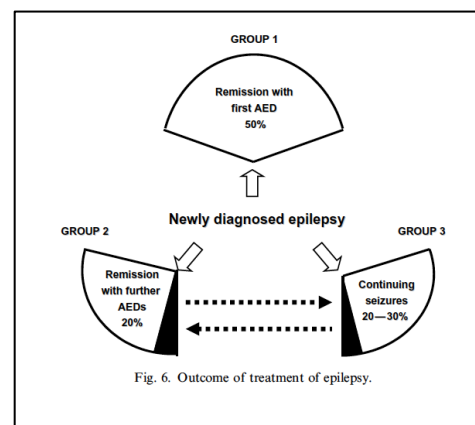 GROUP 1
Remission with
first AED
50%
Newly diagnosed epilepsy
GROUP 2
GROUP 3
Remission
with further
AEDs
20%
Continuing
seizures
20—30%
Fig. 6. Outcome of treatment of epilepsy.